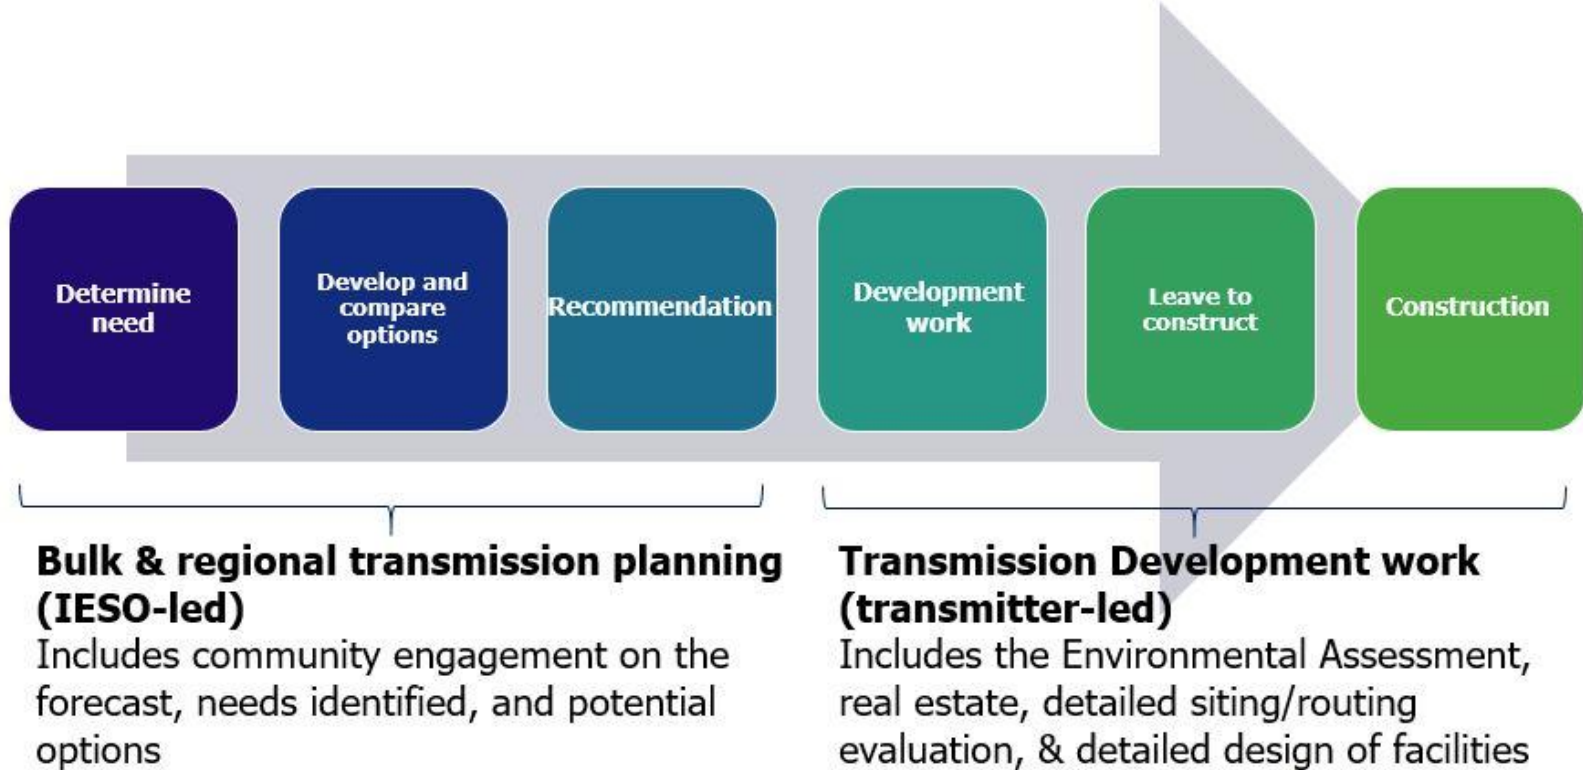 Determine
need
Develop and
compare
options
Recommendation
Development
work
Leave to
construct
Construction
Bulk & regional transmission planning
(IESO-led)
Includes community engagement on the
forecast, needs identified, and potential
options
Transmission Development work
(transmitter-led)
Includes the Environmental Assessment,
real estate, detailed siting/routing
evaluation, & detailed design of facilities